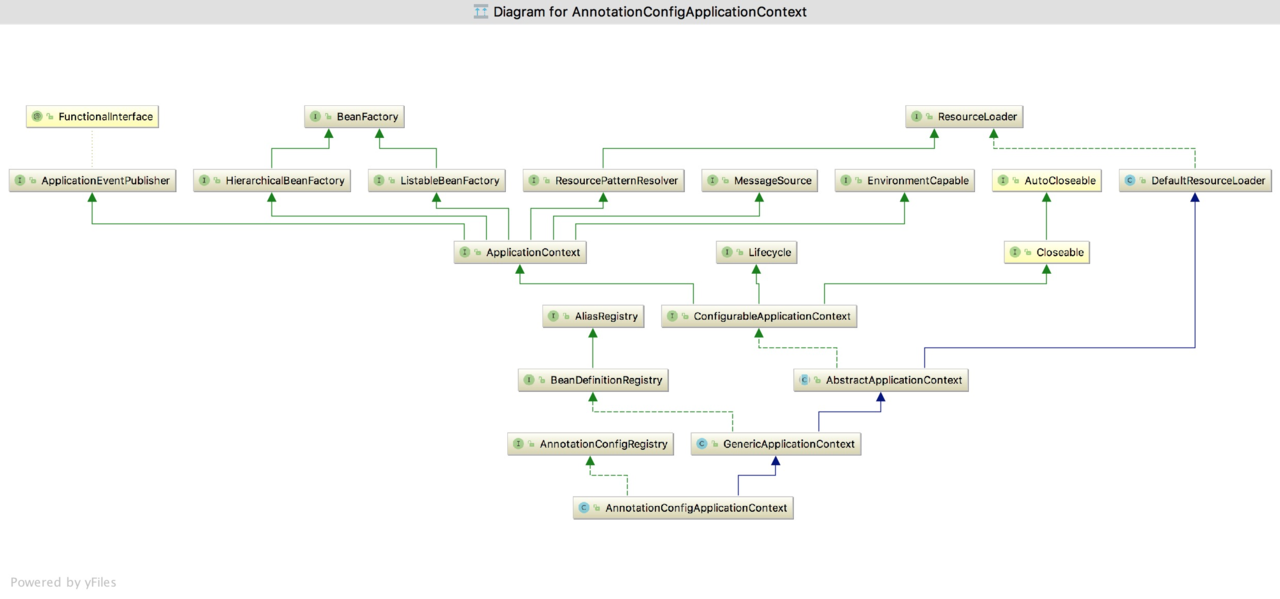 Diagram for AnnotationConfigApplicationContext
FunctionalInterface
BeanFactory
ResourceLoader
ApplicationEventPublisher
HierarchicalBeanFactory
ListableBeanFactory
ResourcePatternResolver
MessageSource
EnvironmentCapable
AutoCloseable
DefaultResourceLoader
ApplicationContext
Lifecycle
Closeable
AliasRegistry
ConfigurableApplicationContext
BeanDefinitionRegistry
AbstractApplicationContext
AnnotationConfigRegistry
GenericApplicationContext
AnnotationConfigApplicationContext
Powered by yFiles